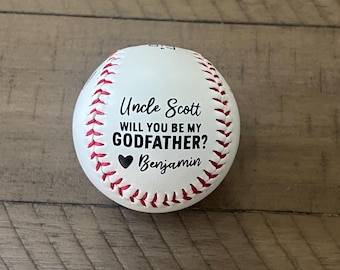 Uncle Scott
WILL YOU BE MY
GODFATHER?
♥ Benjamin